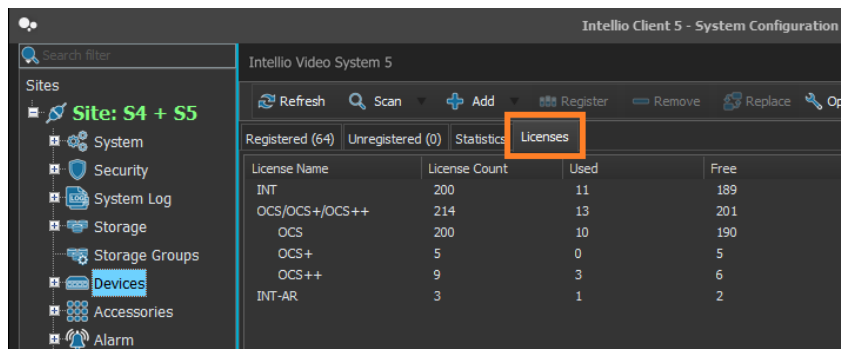 Intellio Client 5 - System Configuration
Search filter
Intellio Video System 5
Sites
Refresh Scan Add Register Remove Replace Op
Site: S4 + S5
System
Registered (64) Unregistered (0) Statistics Licenses
Security
License Name License Count Used Free
System Log
INT 200 11 189
OCS/OCS+/OCS++ 214 13 201
Storage
OCS 200 10 190
Storage Groups
OCS+ 5 0 5
Devices
OCS++ 9 3 6
INT-AR 3 1 2
Accessories
Alarm